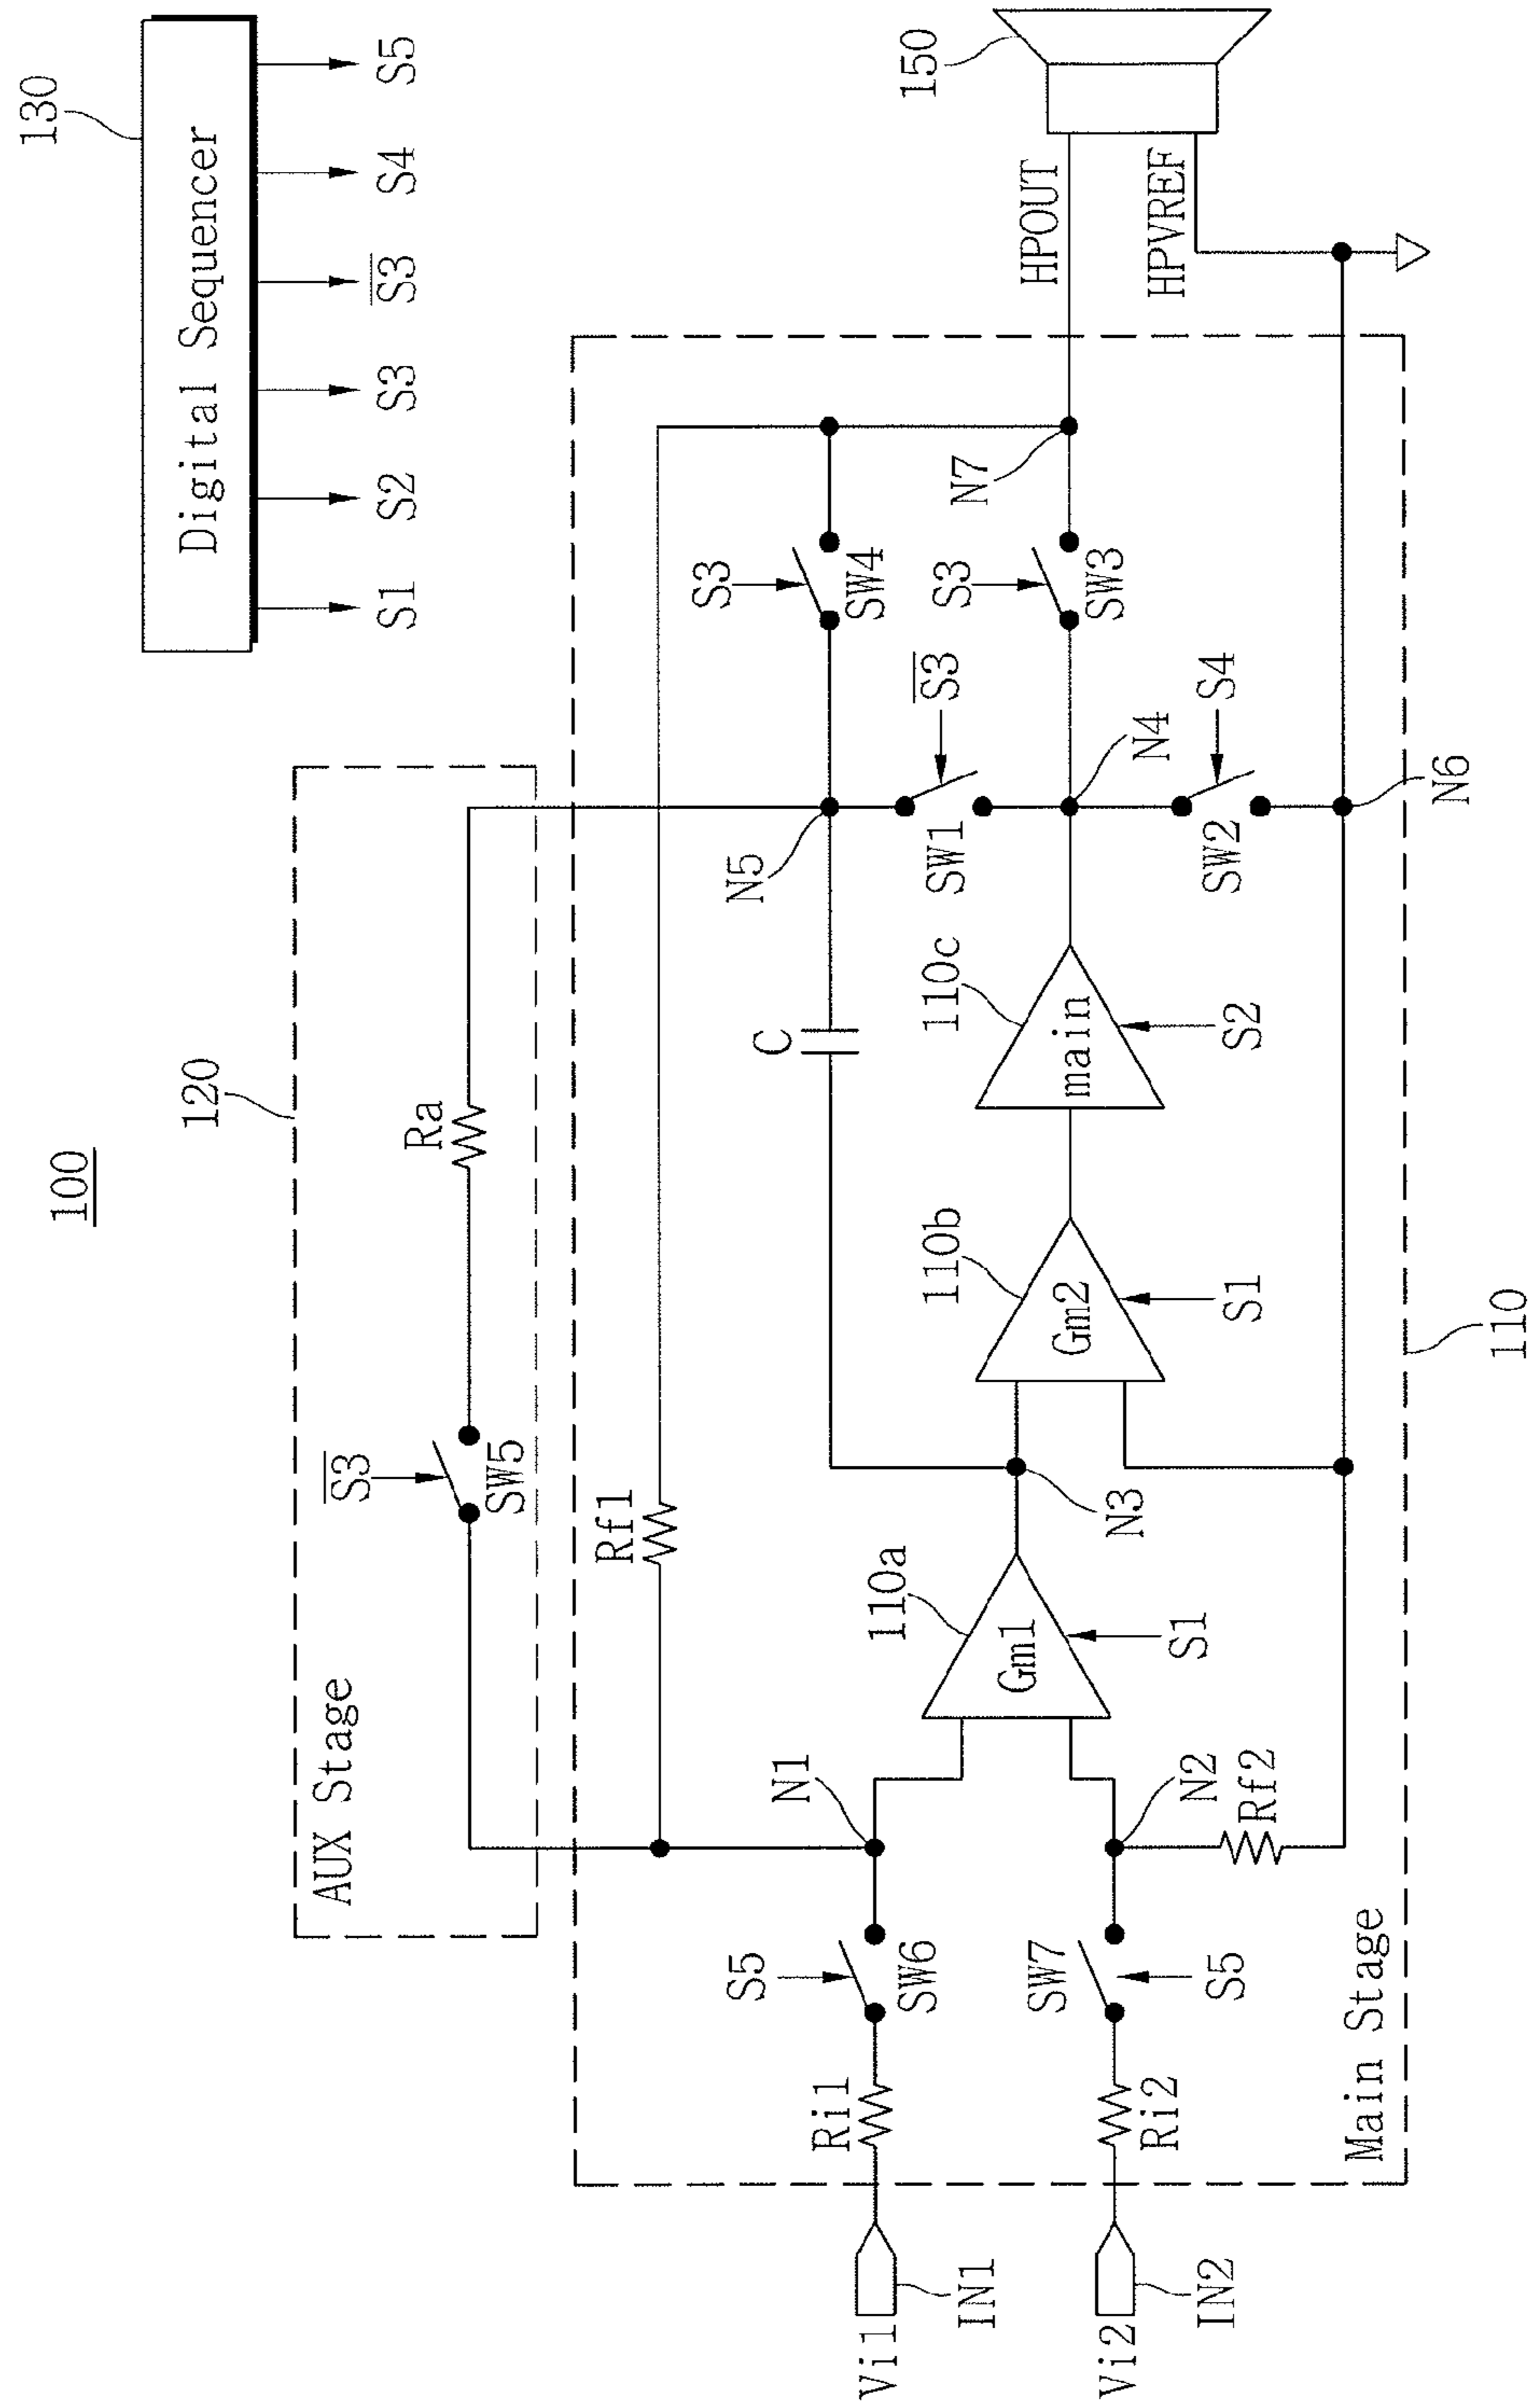 100
130
Digital Sequencer
S1
S2
S3
S3
S4
S5
120
AUX Stage
S3
SW5
Ra
Rf1
S3
SW4
N5
C
S3
SW1
S3
SW3
N7
HPOUT
HPVREF
150
N4
S4
SW2
N6
110c
main
S2
110b
Gm2
S1
N3
110a
Gm1
S1
N1
N2
Rf2
S5
SW6
SW7
S5
Ri1
Ri2
Main Stage
110
Vi1
IN1
Vi2
IN2